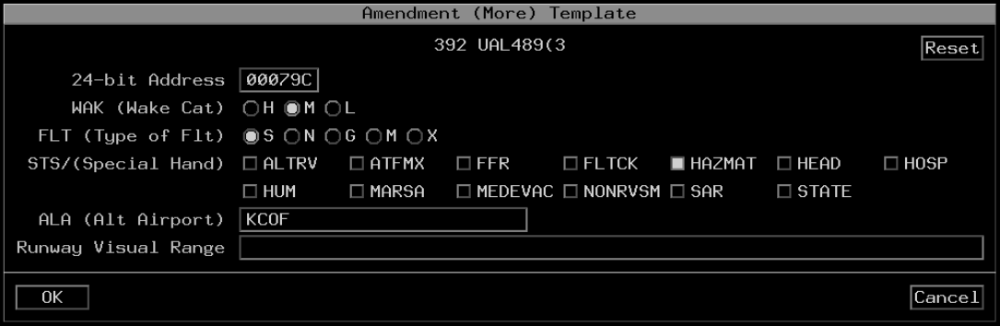 Amendment (More) Template
392 UAL489(3
Reset
24-bit Address 00079C
WAK (Wake Cat) H M L
FLT (Type of Flt) S N G M X
STS/(Special Hand) ALTRV ATFMX FFR FLTCK HAZMAT HEAD HOSP
HUM MARSA MEDEVAC NONRVSM SAR STATE
ALA (Alt Airport) KCOF
Runway Visual Range
OK Cancel